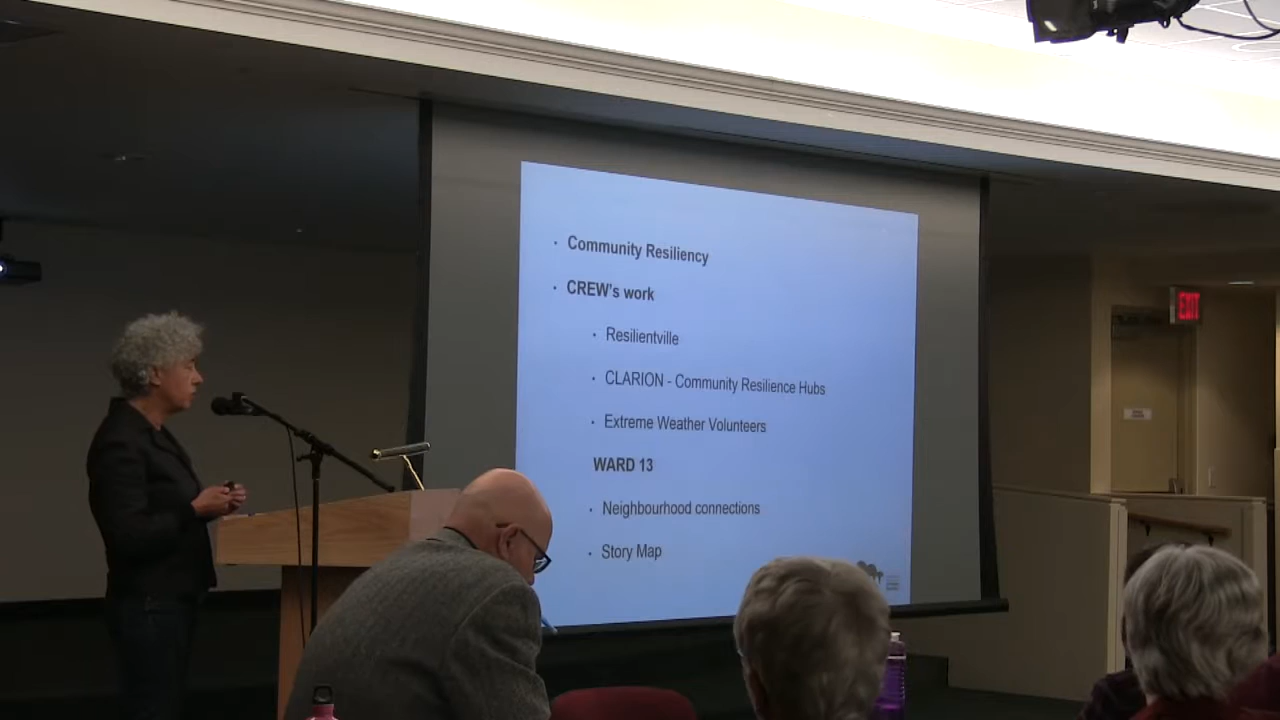 Community Resiliency
CREW's work
Resilientville
CLARION - Community Resilience Hubs
Extreme Weather Volunteers
WARD 13
Neighbourhood connections
Story Map
EXIT